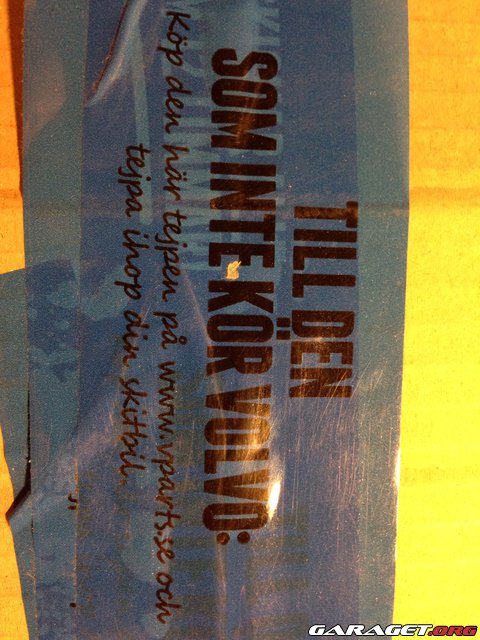 TILL DEN
SOM INTE KÖR VOLVO:
Köp den här tejpen på www.vparts.se och
tejpa ihop din skitbil.
GARAGET.ORG